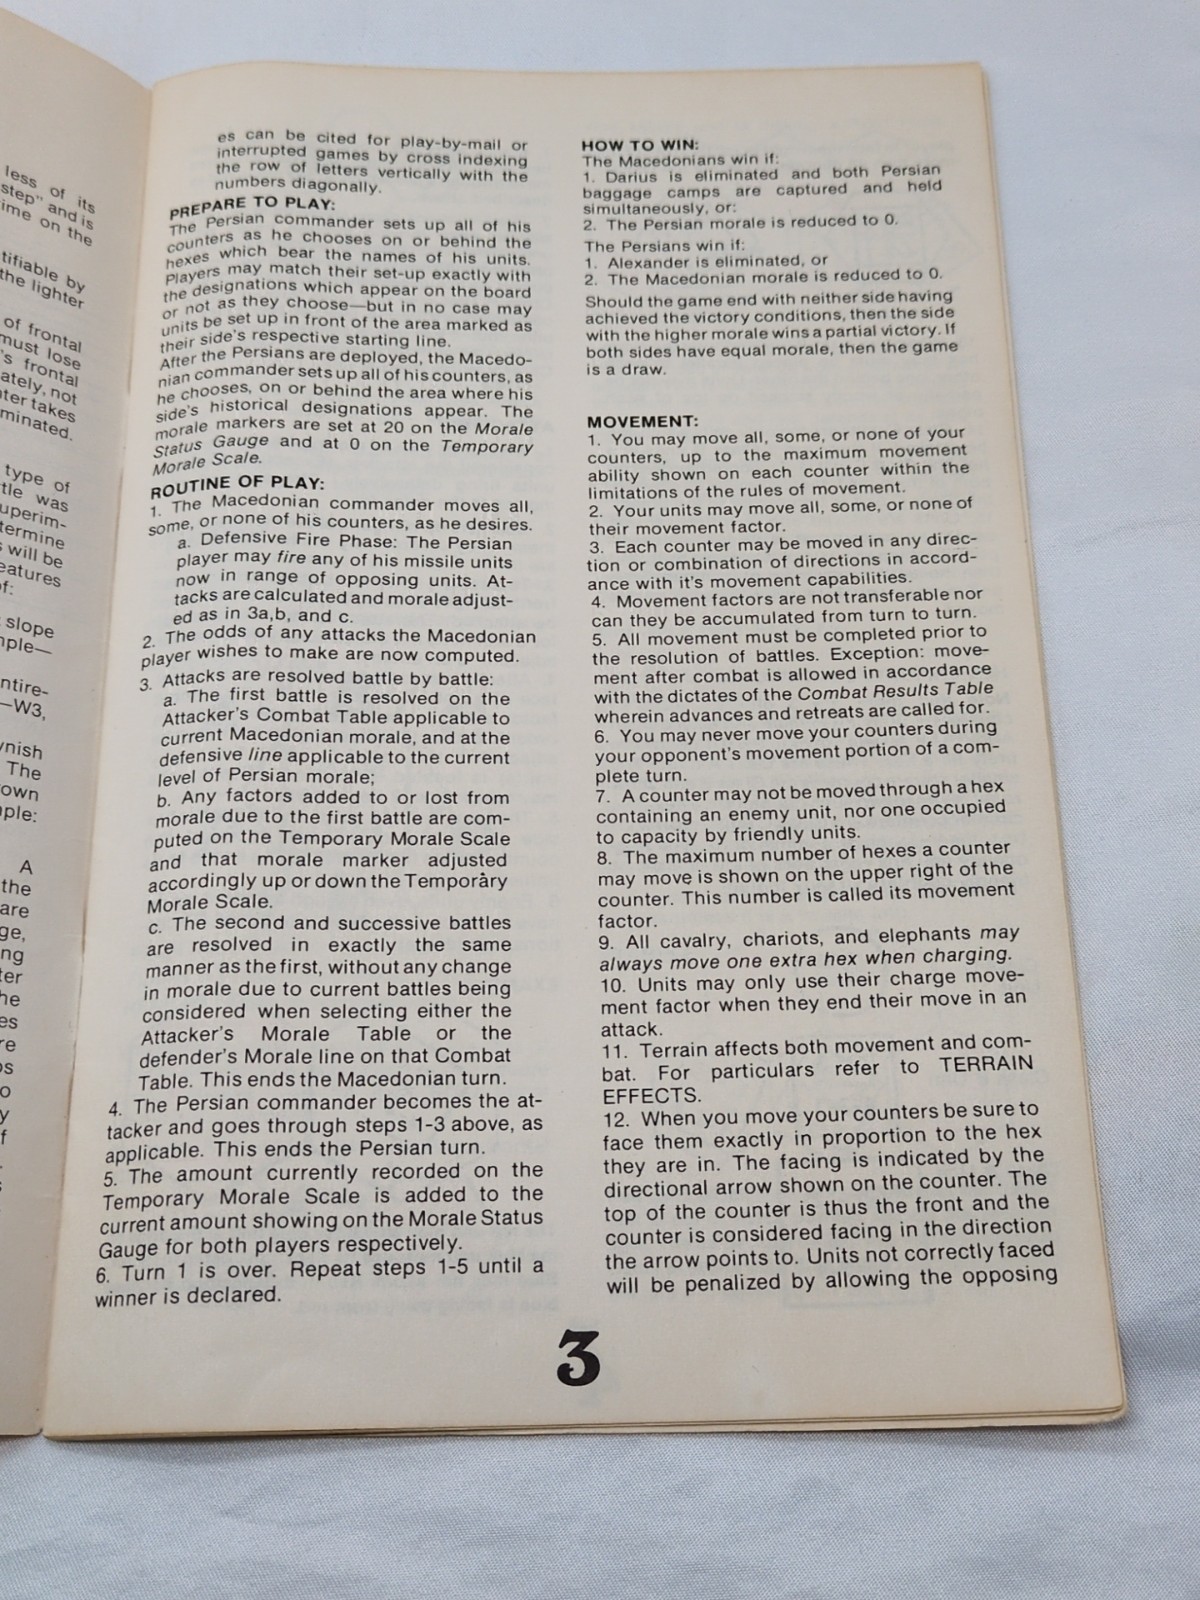 less of its
step" and is
ime on the
tifiable by
the lighter
of frontal
must lose
's frontal
ately, not
nter takes
minated.
type of
tle was
uperim-
termine
s will be
eatures
of:
slope
mple—
ntire-
—W3,
ynish
The
own
ple:
A
the
are
ge,
ng
ter
he
es
re
os
o
y
f
es can be cited for play-by-mail or
interrupted games by cross indexing
the row of letters vertically with the
numbers diagonally.
PREPARE TO PLAY:
The Persian commander sets up all of his
counters as he chooses on or behind the
hexes which bear the names of his units.
Players may match their set-up exactly with
the designations which appear on the board
or not as they choose—but in no case may
units be set up in front of the area marked as
their side's respective starting line.
After the Persians are deployed, the Macedo-
nian commander sets up all of his counters, as
he chooses, on or behind the area where his
side's historical designations appear. The
morale markers are set at 20 on the Morale
Status Gauge and at 0 on the Temporary
Morale Scale.
ROUTINE OF PLAY:
1. The Macedonian commander moves all,
some, or none of his counters, as he desires.
a. Defensive Fire Phase: The Persian
player may fire any of his missile units
now in range of opposing units. At-
tacks are calculated and morale adjust-
ed as in 3a,b, and c.
2. The odds of any attacks the Macedonian
player wishes to make are now computed.
3. Attacks are resolved battle by battle:
a. The first battle is resolved on the
Attacker's Combat Table applicable to
current Macedonian morale, and at the
defensive line applicable to the current
level of Persian morale;
b. Any factors added to or lost from
morale due to the first battle are com-
puted on the Temporary Morale Scale
and that morale marker adjusted
accordingly up or down the Temporary
Morale Scale.
c. The second and successive battles
are resolved in exactly the same
manner as the first, without any change
in morale due to current battles being
considered when selecting either the
Attacker's Morale Table or the
defender's Morale line on that Combat
Table. This ends the Macedonian turn.
4. The Persian commander becomes the at-
tacker and goes through steps 1-3 above, as
applicable. This ends the Persian turn.
5. The amount currently recorded on the
Temporary Morale Scale is added to the
current amount showing on the Morale Status
Gauge for both players respectively.
6. Turn 1 is over. Repeat steps 1-5 until a
winner is declared.
HOW TO WIN:
The Macedonians win if:
1. Darius is eliminated and both Persian
baggage camps are captured and held
simultaneously, or:
2. The Persian morale is reduced to 0.
The Persians win if:
1. Alexander is eliminated, or
2. The Macedonian morale is reduced to 0.
Should the game end with neither side having
achieved the victory conditions, then the side
with the higher morale wins a partial victory. If
both sides have equal morale, then the game
is a draw.
MOVEMENT:
1. You may move all, some, or none of your
counters, up to the maximum movement
ability shown on each counter within the
limitations of the rules of movement.
2. Your units may move all, some, or none of
their movement factor.
3. Each counter may be moved in any direc-
tion or combination of directions in accord-
ance with it's movement capabilities.
4. Movement factors are not transferable nor
can they be accumulated from turn to turn.
5. All movement must be completed prior to
the resolution of battles. Exception: move-
ment after combat is allowed in accordance
with the dictates of the Combat Results Table
wherein advances and retreats are called for.
6. You may never move your counters during
your opponent's movement portion of a com-
plete turn.
7. A counter may not be moved through a hex
containing an enemy unit, nor one occupied
to capacity by friendly units.
8. The maximum number of hexes a counter
may move is shown on the upper right of the
counter. This number is called its movement
factor.
9. All cavalry, chariots, and elephants may
always move one extra hex when charging.
10. Units may only use their charge move-
ment factor when they end their move in an
attack.
11. Terrain affects both movement and com-
bat. For particulars refer to TERRAIN
EFFECTS.
12. When you move your counters be sure to
face them exactly in proportion to the hex
they are in. The facing is indicated by the
directional arrow shown on the counter. The
top of the counter is thus the front and the
counter is considered facing in the direction
the arrow points to. Units not correctly faced
will be penalized by allowing the opposing
3